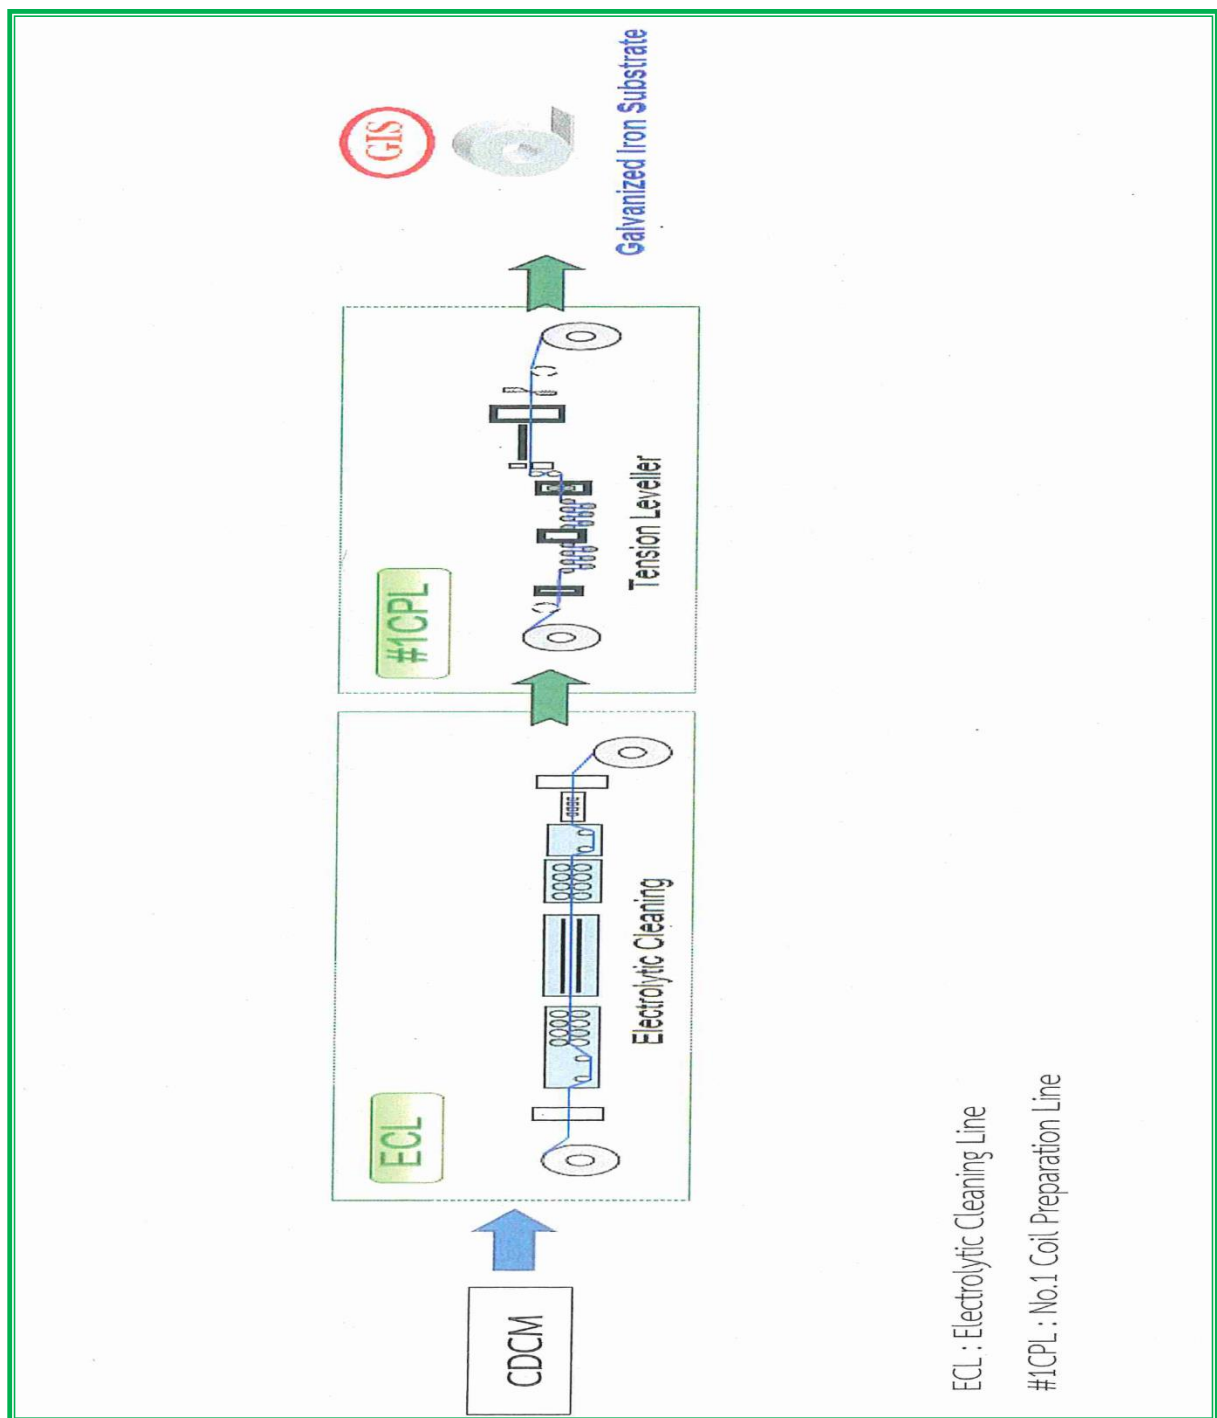 CDCM
ECL
Electrolytic Cleaning
#1CPL
Tension Leveller
GIS
Galvanized Iron Substrate
ECL : Electrolytic Cleaning Line
#1CPL : No.1 Coil Preparation Line